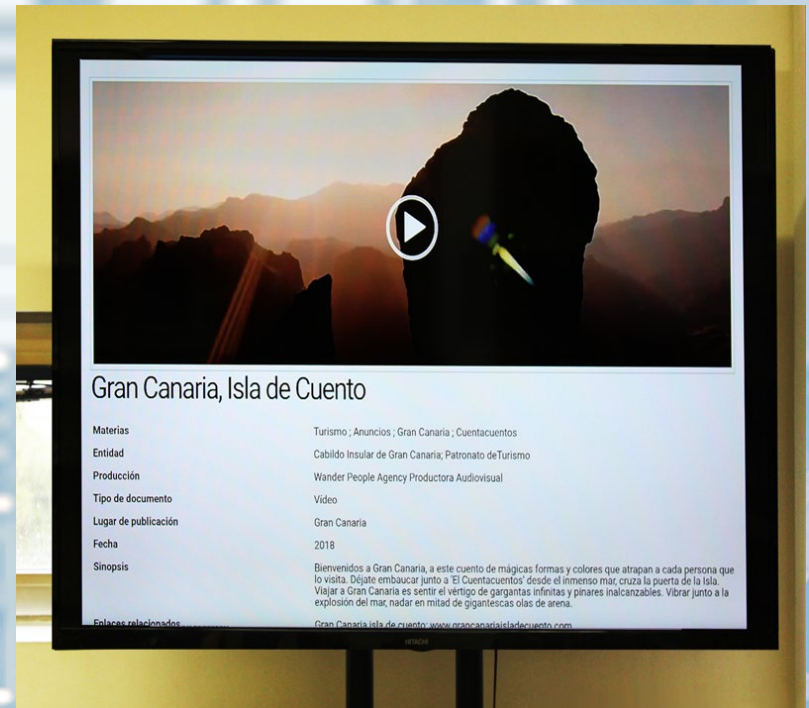 Gran Canaria, Isla de Cuento
Materias Turismo ; Anuncios ; Gran Canaria ; Cuentacuentos
Entidad Cabildo Insular de Gran Canaria; Patronato deTurismo
Producción Wander People Agency Productora Audiovisual
Tipo de documento Vídeo
Lugar de publicación Gran Canaria
Fecha 2018
Sinopsis Bienvenidos a Gran Canaria, a este cuento de mágicas formas y colores que atrapan a cada persona que
lo visita. Déjate embaucar junto a 'El Cuentacuentos' desde el inmenso mar, cruza la puerta de la Isla.
Viajar a Gran Canaria es sentir el vértigo de gargantas infinitas y pinares inalcanzables. Vibrar junto a la
explosión del mar, nadar en mitad de gigantescas olas de arena.
Enlaces relacionados Gran Canaria isla de cuento: www.grancanariaisladecuento.com
HITACHI